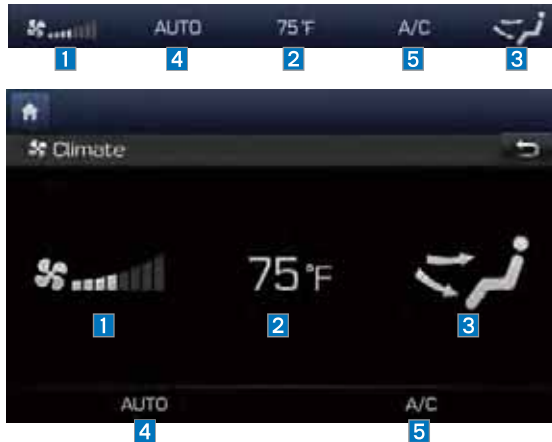 AUTO 75°F A/C
1 4 2 5 3
Climate
75°F
1 2 3
AUTO A/C
4 5